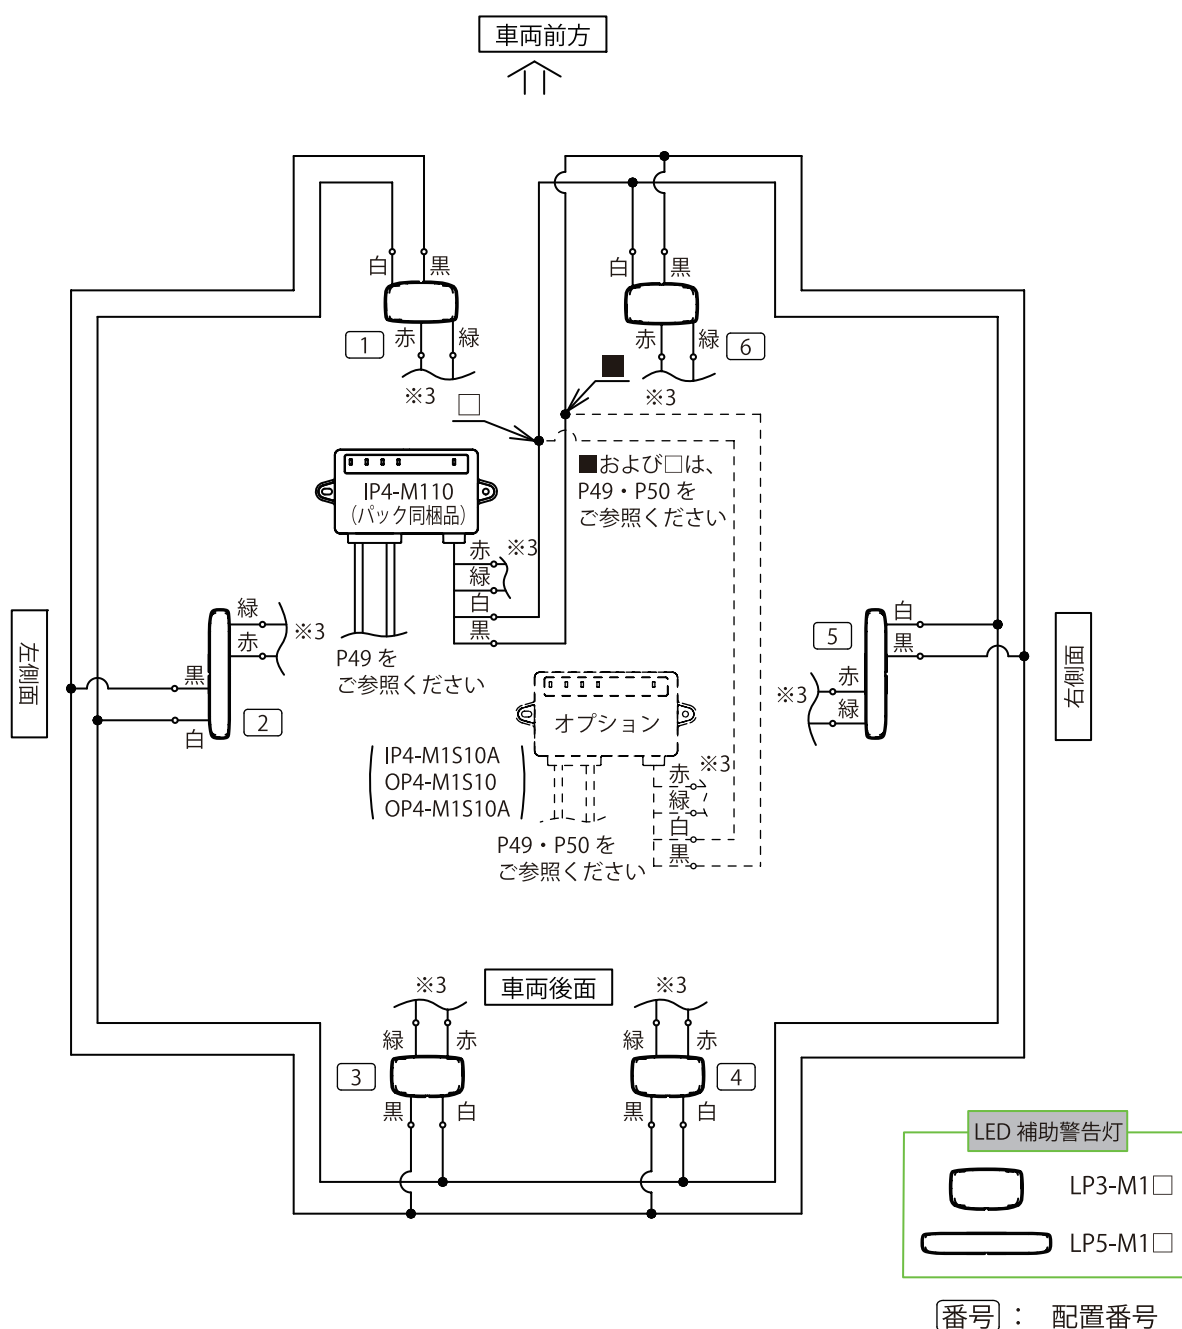 車両前方
白
黒
白
黒
1
赤
緑
※3
赤
緑
6
※3
■
□
■および□は、
P49・P50 を
ご参照ください
IP4-M110
(パック同梱品)
赤
※3
緑
白
黒
P49 を
ご参照ください
左側面
緑
※3
赤
黒
2
白
5
白
黒
赤
※3
緑
右側面
オプション
IP4-M1S10A
OP4-M1S10
OP4-M1S10A
赤
※3
緑
白
黒
P49・P50 を
ご参照ください
車両後面
※3
緑
赤
3
黒
白
※3
緑
赤
4
黒
白
LED 補助警告灯
LP3-M1□
LP5-M1□
番号 : 配置番号